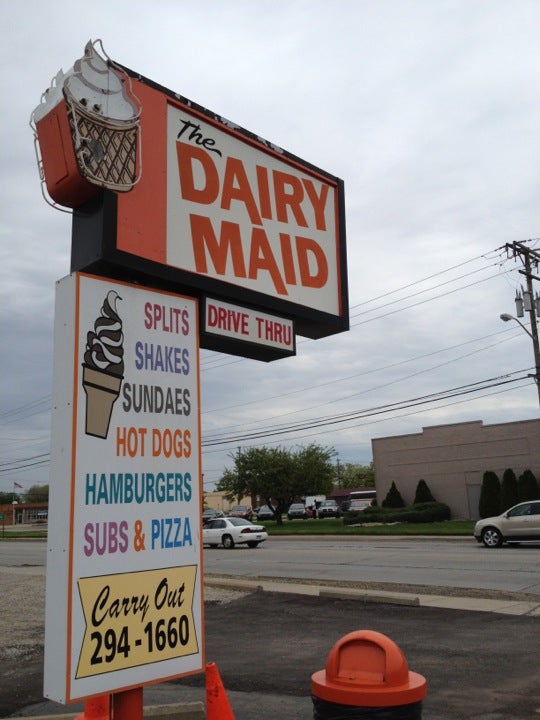 The
DAIRY
MAID
DRIVE THRU
SPLITS
SHAKES
SUNDAES
HOT DOGS
HAMBURGERS
SUBS & PIZZA
Carry Out
294-1660